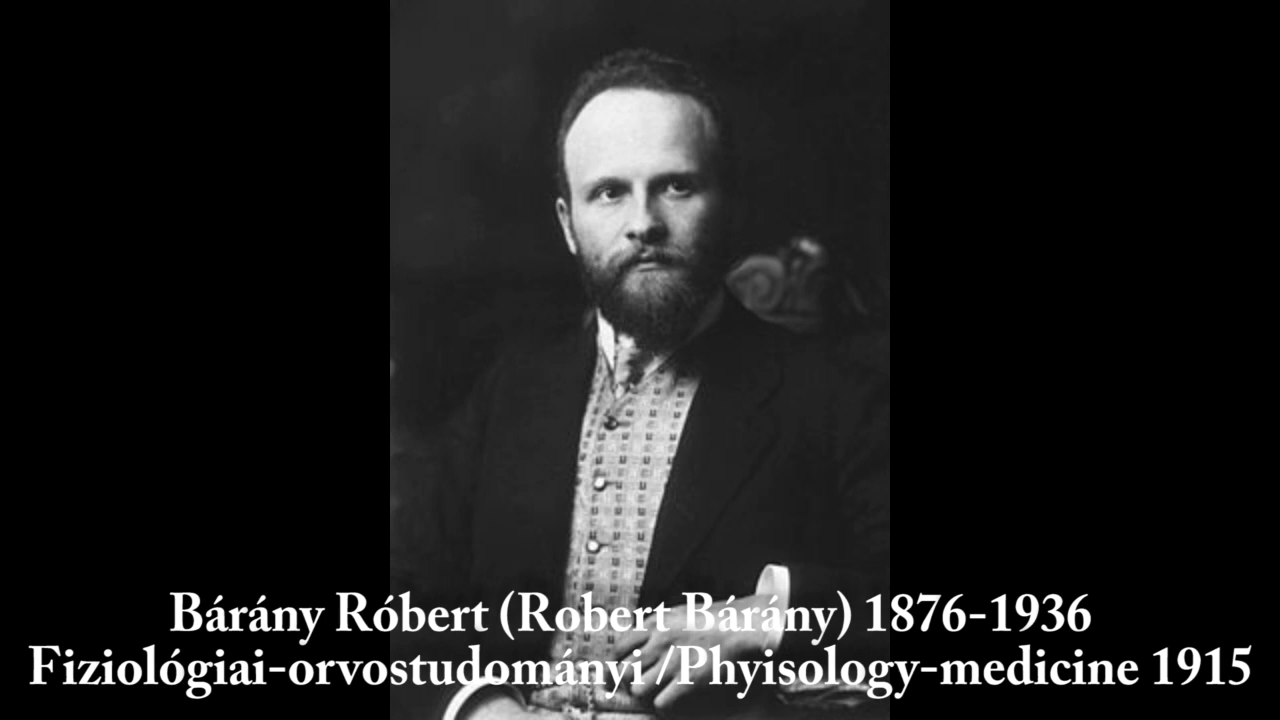 Bárány Róbert (Robert Bárány) 1876-1936
Fiziológiai-orvostudományi /Phyisology-medicine 1915